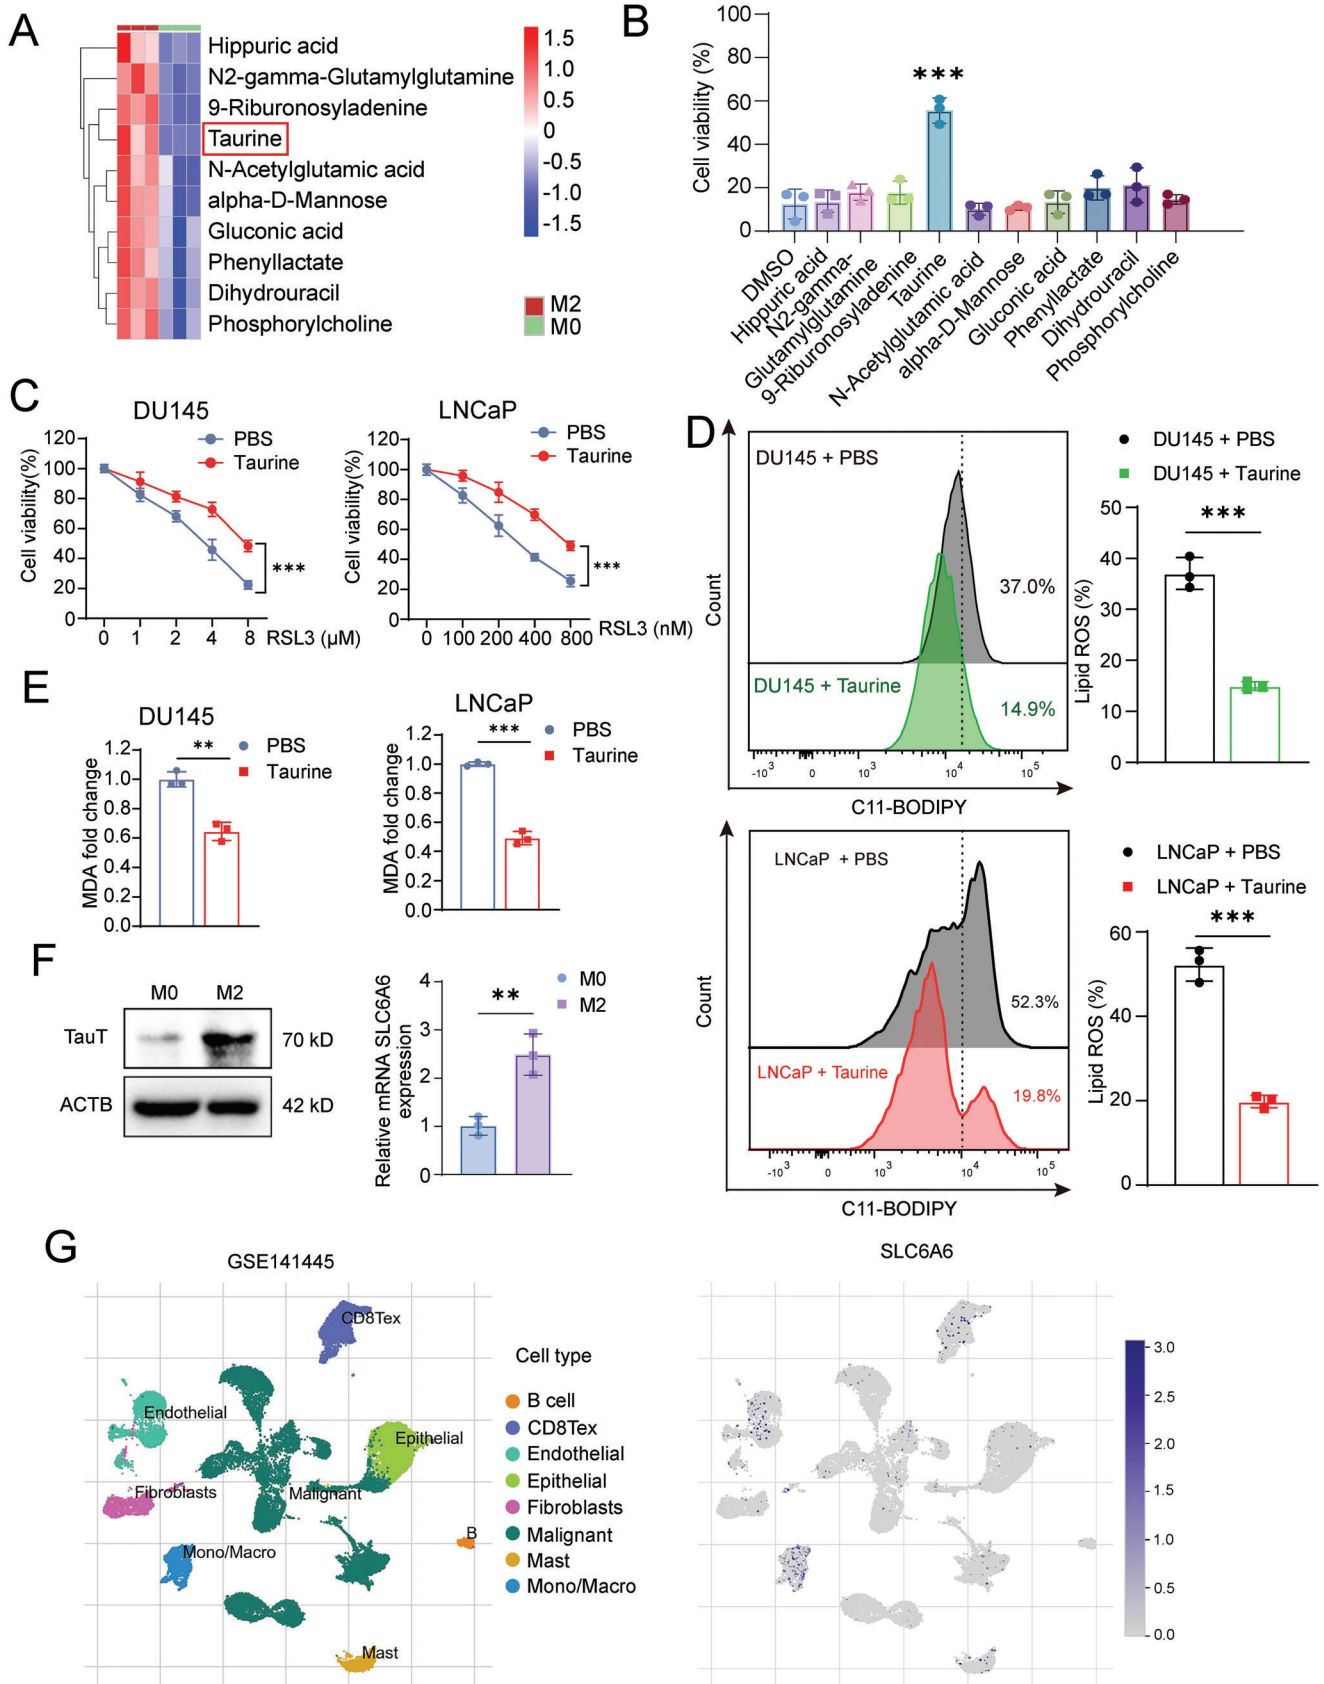 A
Hippuric acid
N2-gamma-Glutamylglutamine
9-Riburonosyladenine
Taurine
N-Acetylglutamic acid
alpha-D-Mannose
Gluconic acid
Phenyllactate
Dihydrouracil
Phosphorylcholine
1.5
1.0
0.5
0
-0.5
-1.0
-1.5
M2
M0
B
Cell viability (%)
100
80
60
40
20
0
***
DMSO
Hippuric acid
N2-gamma-
Glutamylglutamine
9-Riburonosyladenine
Taurine
N-Acetylglutamic acid
alpha-D-Mannose
Gluconic acid
Phenyllactate
Dihydrouracil
Phosphorylcholine
C
DU145
PBS
Taurine
Cell viability(%)
120
100
80
60
40
20
0
***
0 1 2 4 8 RSL3 (µM)
LNCaP
PBS
Taurine
Cell viability(%)
120
100
80
60
40
20
0
***
0 100 200 400 800 RSL3 (nM)
D
DU145 + PBS
37.0%
DU145 + Taurine
14.9%
Count
-10³ 0 10³ 10⁴ 10⁵
C11-BODIPY
DU145 + PBS
DU145 + Taurine
***
Lipid ROS (%)
50
40
30
20
10
0
LNCaP + PBS
52.3%
LNCaP + Taurine
19.8%
Count
-10³ 0 10³ 10⁴ 10⁵
C11-BODIPY
LNCaP + PBS
LNCaP + Taurine
***
Lipid ROS (%)
60
40
20
0
E
DU145
PBS
Taurine
**
MDA fold change
1.2
1.0
0.8
0.6
0.4
0.2
0.0
LNCaP
PBS
Taurine
***
MDA fold change
1.2
1.0
0.8
0.6
0.4
0.2
0.0
F
M0 M2
TauT 70 kD
ACTB 42 kD
Relative mRNA SLC6A6
expression
4
3
2
1
0
**
M0
M2
G
GSE141445
CD8Tex
Endothelial
Epithelial
Fibroblasts
Malignant
B
Mono/Macro
Mast
Cell type
B cell
CD8Tex
Endothelial
Epithelial
Fibroblasts
Malignant
Mast
Mono/Macro
SLC6A6
3.0
2.5
2.0
1.5
1.0
0.5
0.0